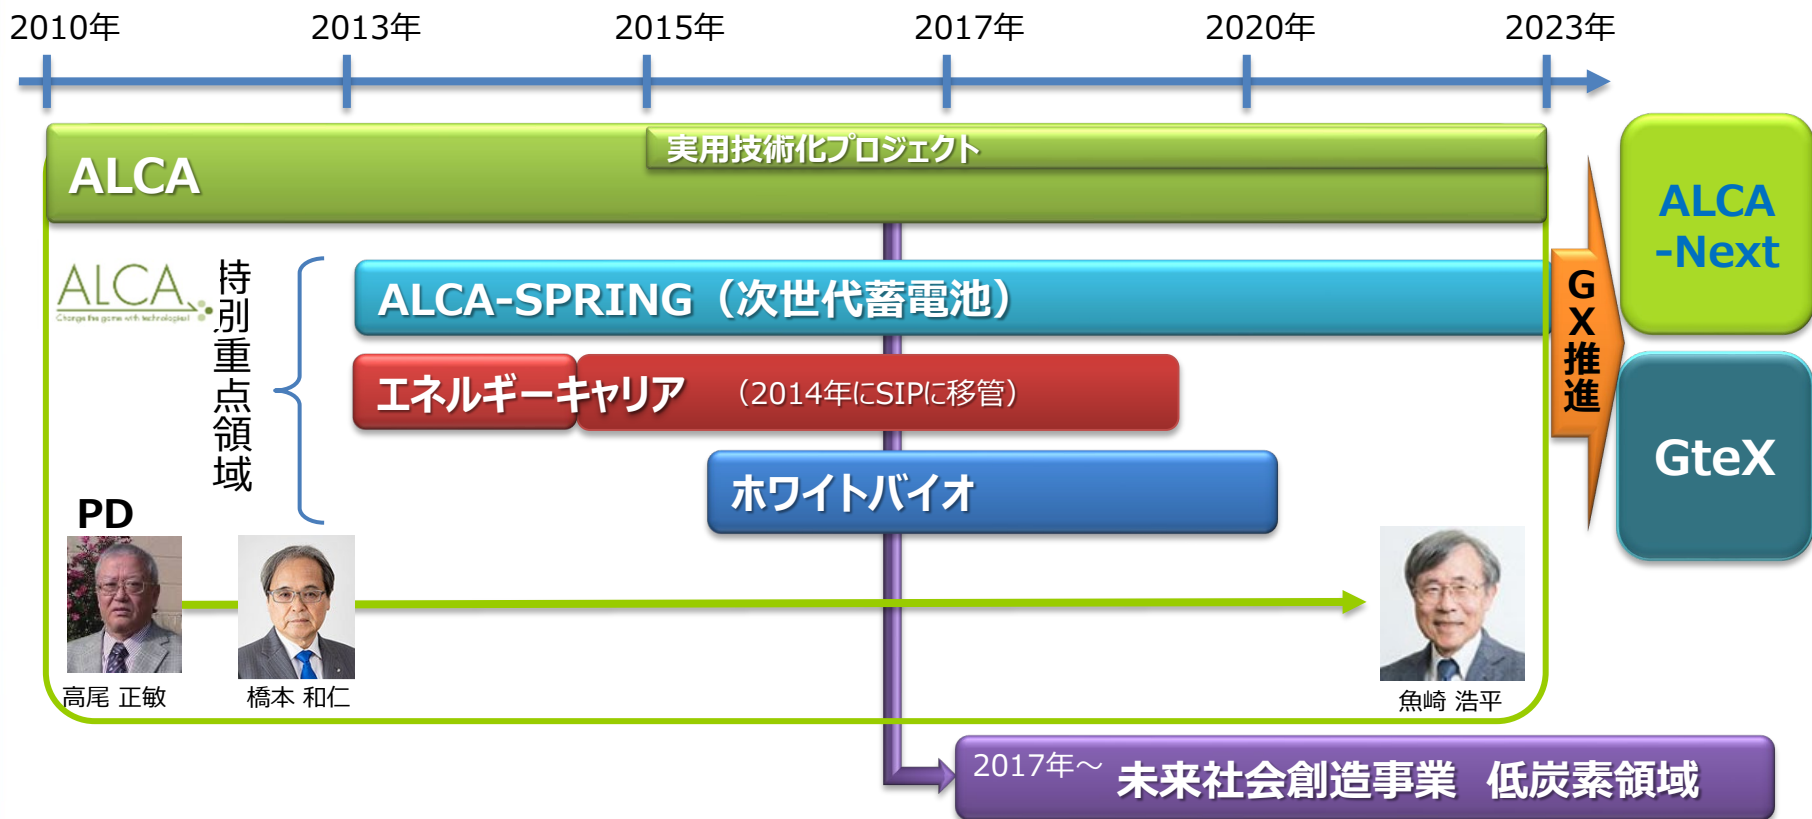 2010年 2013年 2015年 2017年 2020年 2023年
実用技術化プロジェクト
ALCA
ALCA
-Next
ALCA
Change the game with technological
特別重点領域
ALCA-SPRING（次世代蓄電池）
GX推進
エネルギーキャリア （2014年にSIPに移管）
GteX
ホワイトバイオ
PD
高尾 正敏
橋本 和仁
魚崎 浩平
2017年～ 未来社会創造事業 低炭素領域